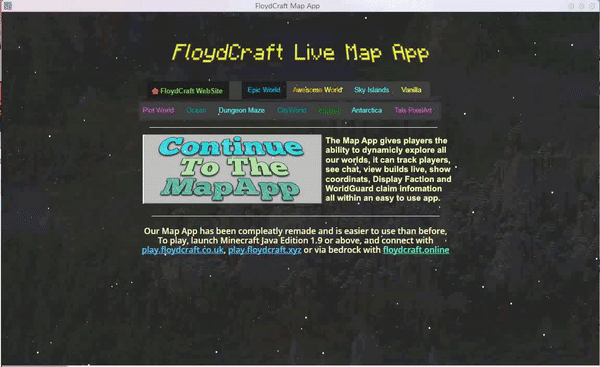 FloydCraft Map App
FloydCraft Live Map App
FloydCraft WebSite
Epic World Awesome World Sky Islands Vanilla
Plot World Ocean Dungeon Maze CityWorld Antarctica Tals PixelArt
Continue
To The
MapApp
The Map App gives players the
ability to dynamicly explore all
our worlds, it can track players,
see chat, view builds live, show
coordinats, Display Faction and
WorldGuard claim infomation
all within an easy to use app.
Our Map App has been compleatly remade and is easier to use than before,
To play, launch Minecraft Java Edition 1.9 or above, and connect with
play.floydcraft.co.uk, play.floydcraft.xyz or via bedrock with floydcraft.online